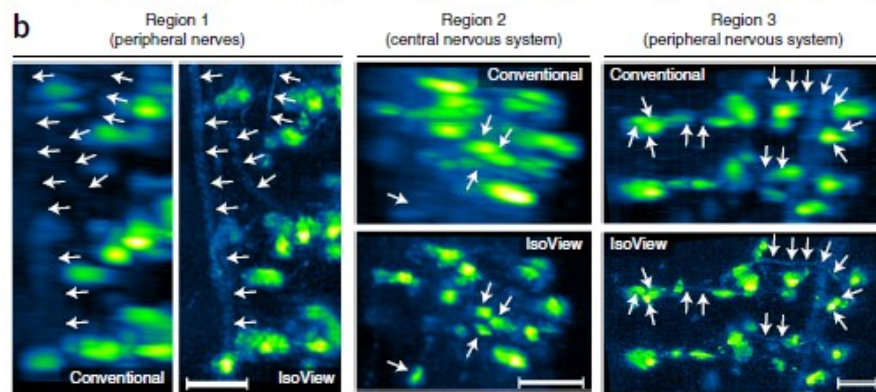 b
Region 1
(peripheral nerves)
Region 2
(central nervous system)
Region 3
(peripheral nervous system)
Conventional
IsoView
Conventional
IsoView
Conventional
IsoView